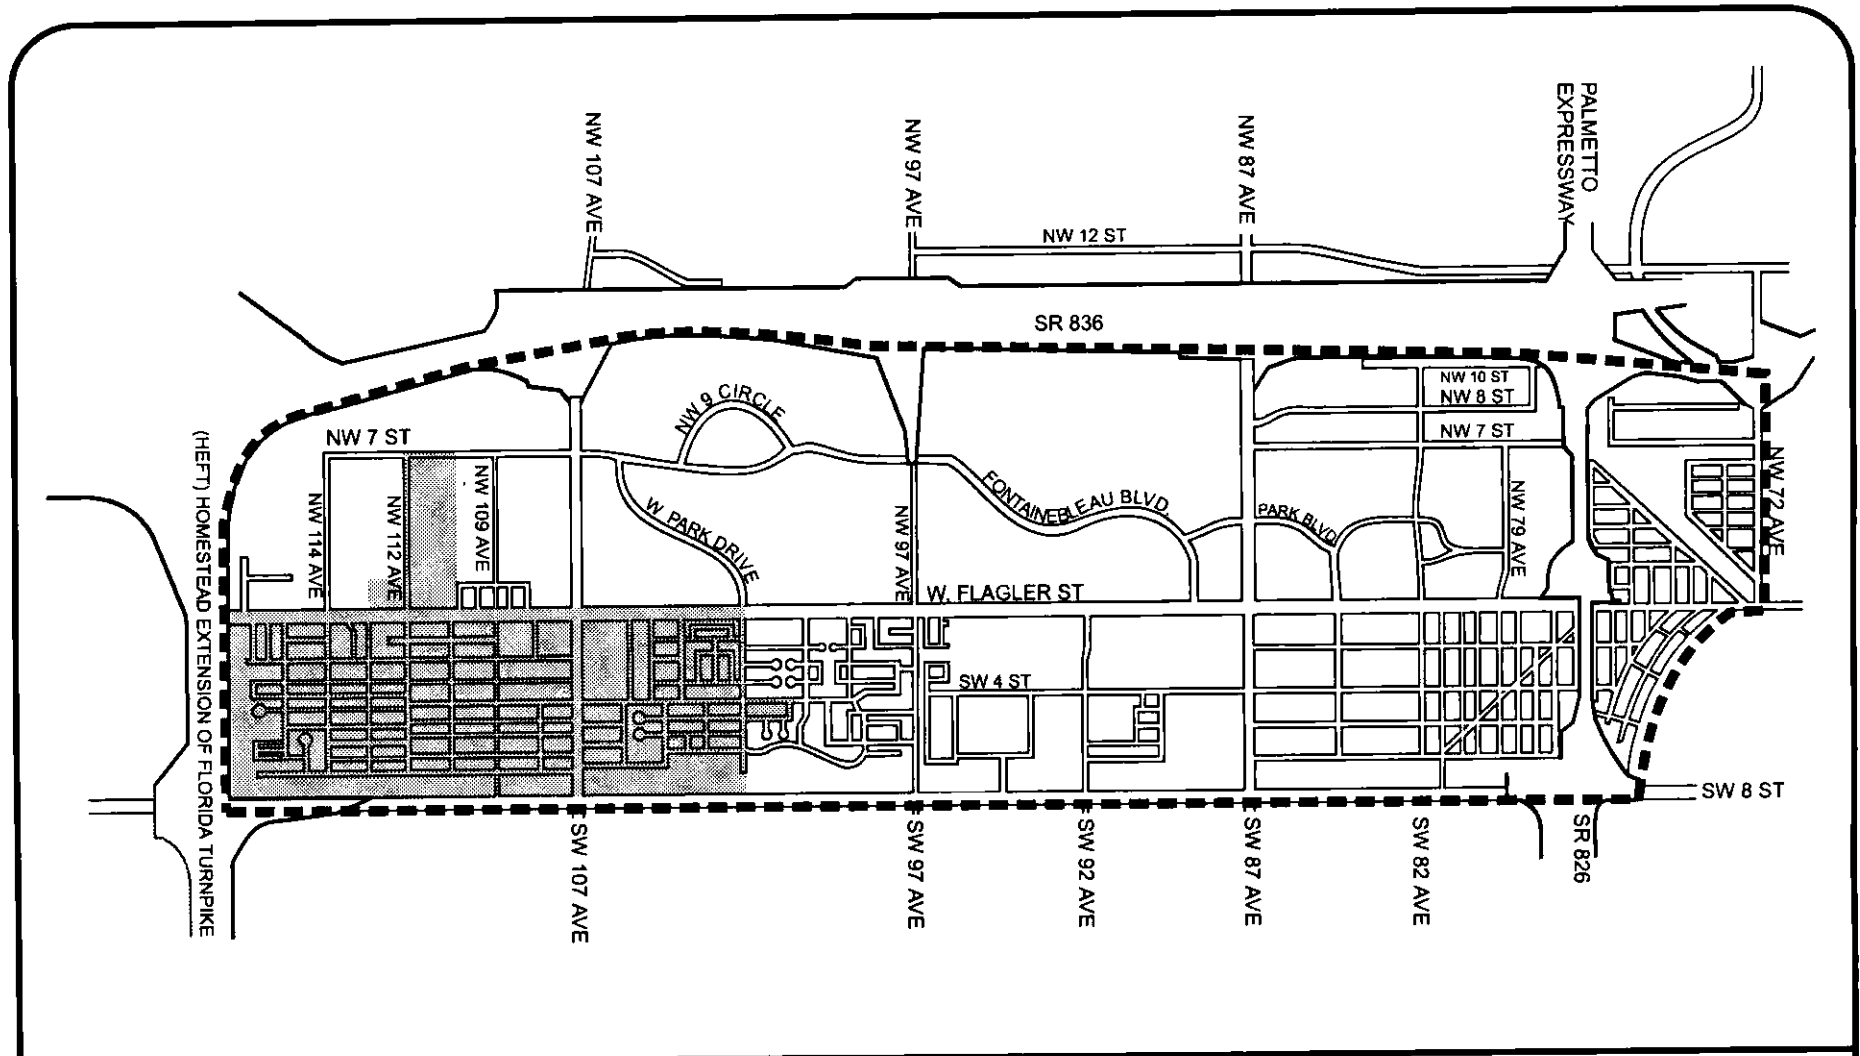 NW 107 AVE
NW 97 AVE
NW 87 AVE
PALMETTO
EXPRESSWAY
NW 12 ST
SR 836
NW 10 ST
NW 8 ST
NW 9 CIRCLE
NW 7 ST
NW 7 ST
(HEFT) HOMESTEAD EXTENSION OF FLORIDA TURNPIKE
NW 114 AVE
NW 112 AVE
NW 109 AVE
W PARK DRIVE
NW 97 AVE
FONTAINEBLEAU BLVD.
PARK BLVD
NW 79 AVE
NW 72 AVE
W. FLAGLER ST
SW 4 ST
SW 8 ST
SW 107 AVE
SW 97 AVE
SW 92 AVE
SW 87 AVE
SW 82 AVE
SR 826